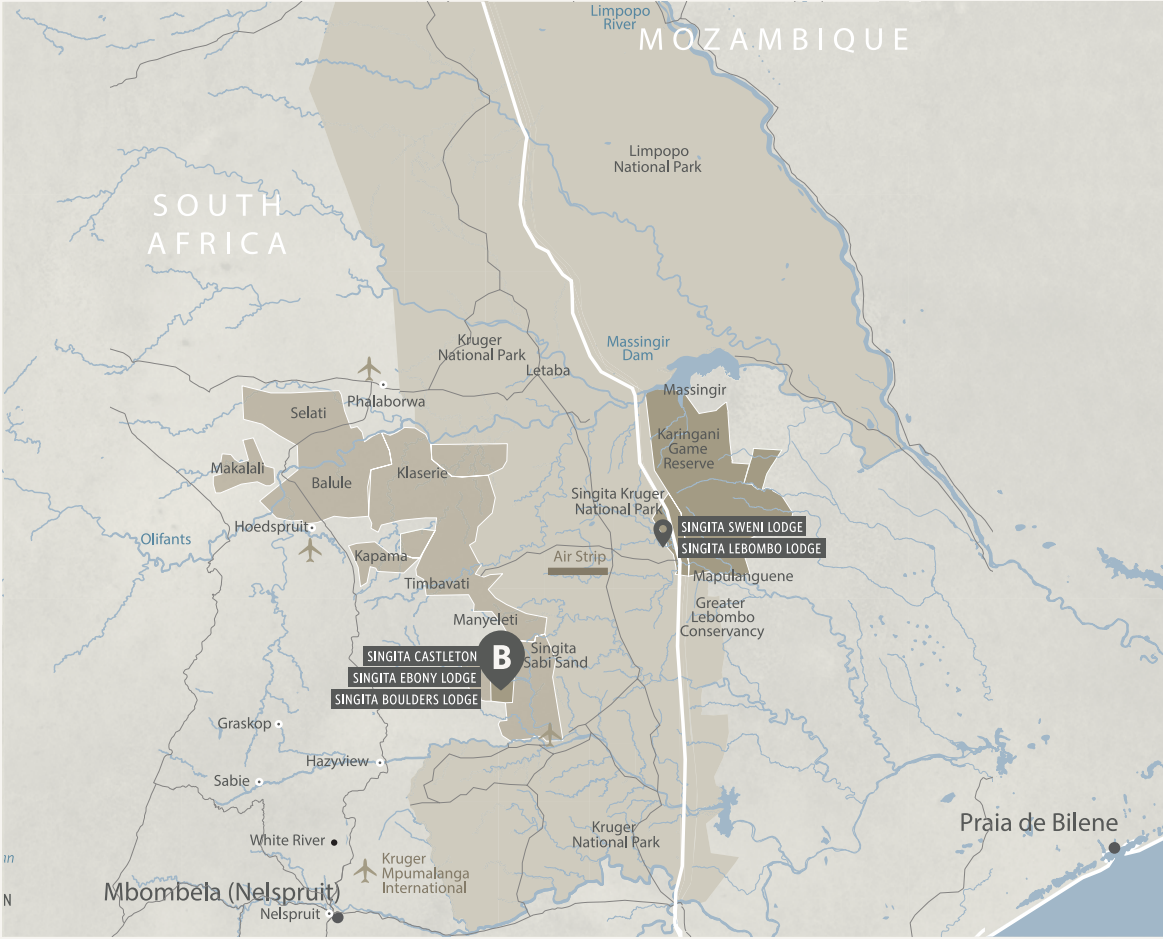 Limpopo
River
MOZAMBIQUE
Limpopo
National Park
SOUTH
AFRICA
Massingir
Dam
Kruger
National Park
Letaba
Massingir
Phalaborwa
Selati
Karingani
Game
Reserve
Makalali
Balule
Klaserie
Singita Kruger
National Park
Hoedspruit
SINGITA SWENI LODGE
Olifants
SINGITA LEBOMBO LODGE
Kapama
Air Strip
Timbavati
Mapulanguene
Greater
Lebombo
Conservancy
Manyeleti
SINGITA CASTLETON
B
Singita
Sabi Sand
SINGITA EBONY LODGE
SINGITA BOULDERS LODGE
Graskop
Hazyview
Sabie
Praia de Bilene
White River
Kruger
National Park
Kruger
Mpumalanga
International
nn
N
Mbombela (Nelspruit)
Nelspruit